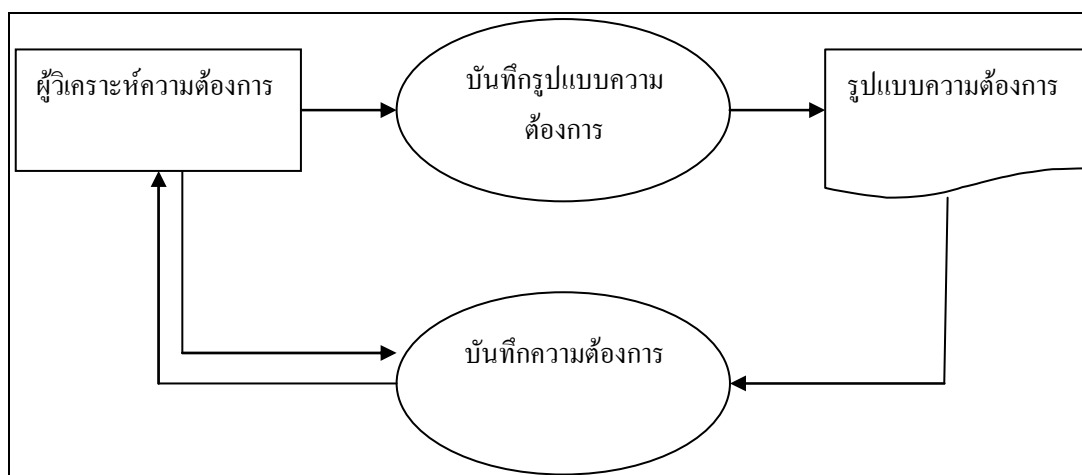 ผู้วิเคราะห์ความต้องการ
บันทึกรูปแบบความ
ต้องการ
รูปแบบความต้องการ
บันทึกความต้องการ